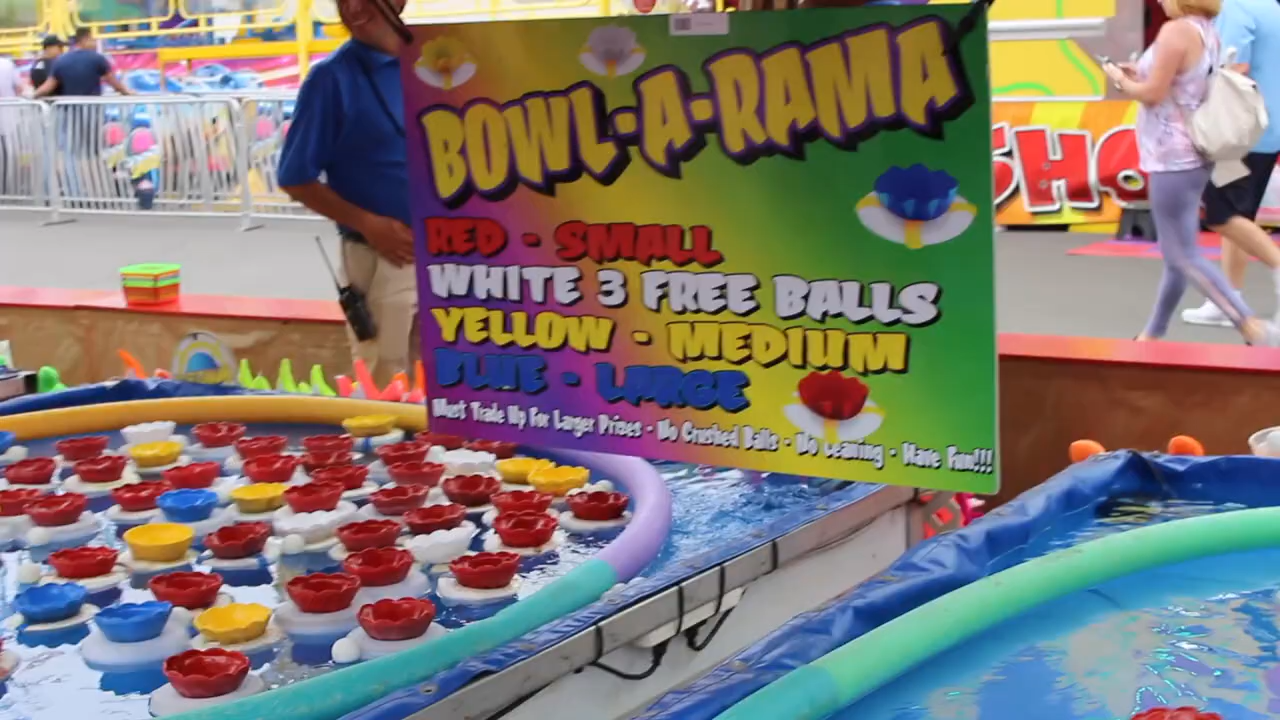 BOWL-A-RAMA
RED - SMALL
WHITE 3 FREE BALLS
YELLOW - MEDIUM
BLUE - LARGE
Must Trade Up For Larger Prizes - No Crushed Balls - No Leaning - Have Fun!!!
SHO